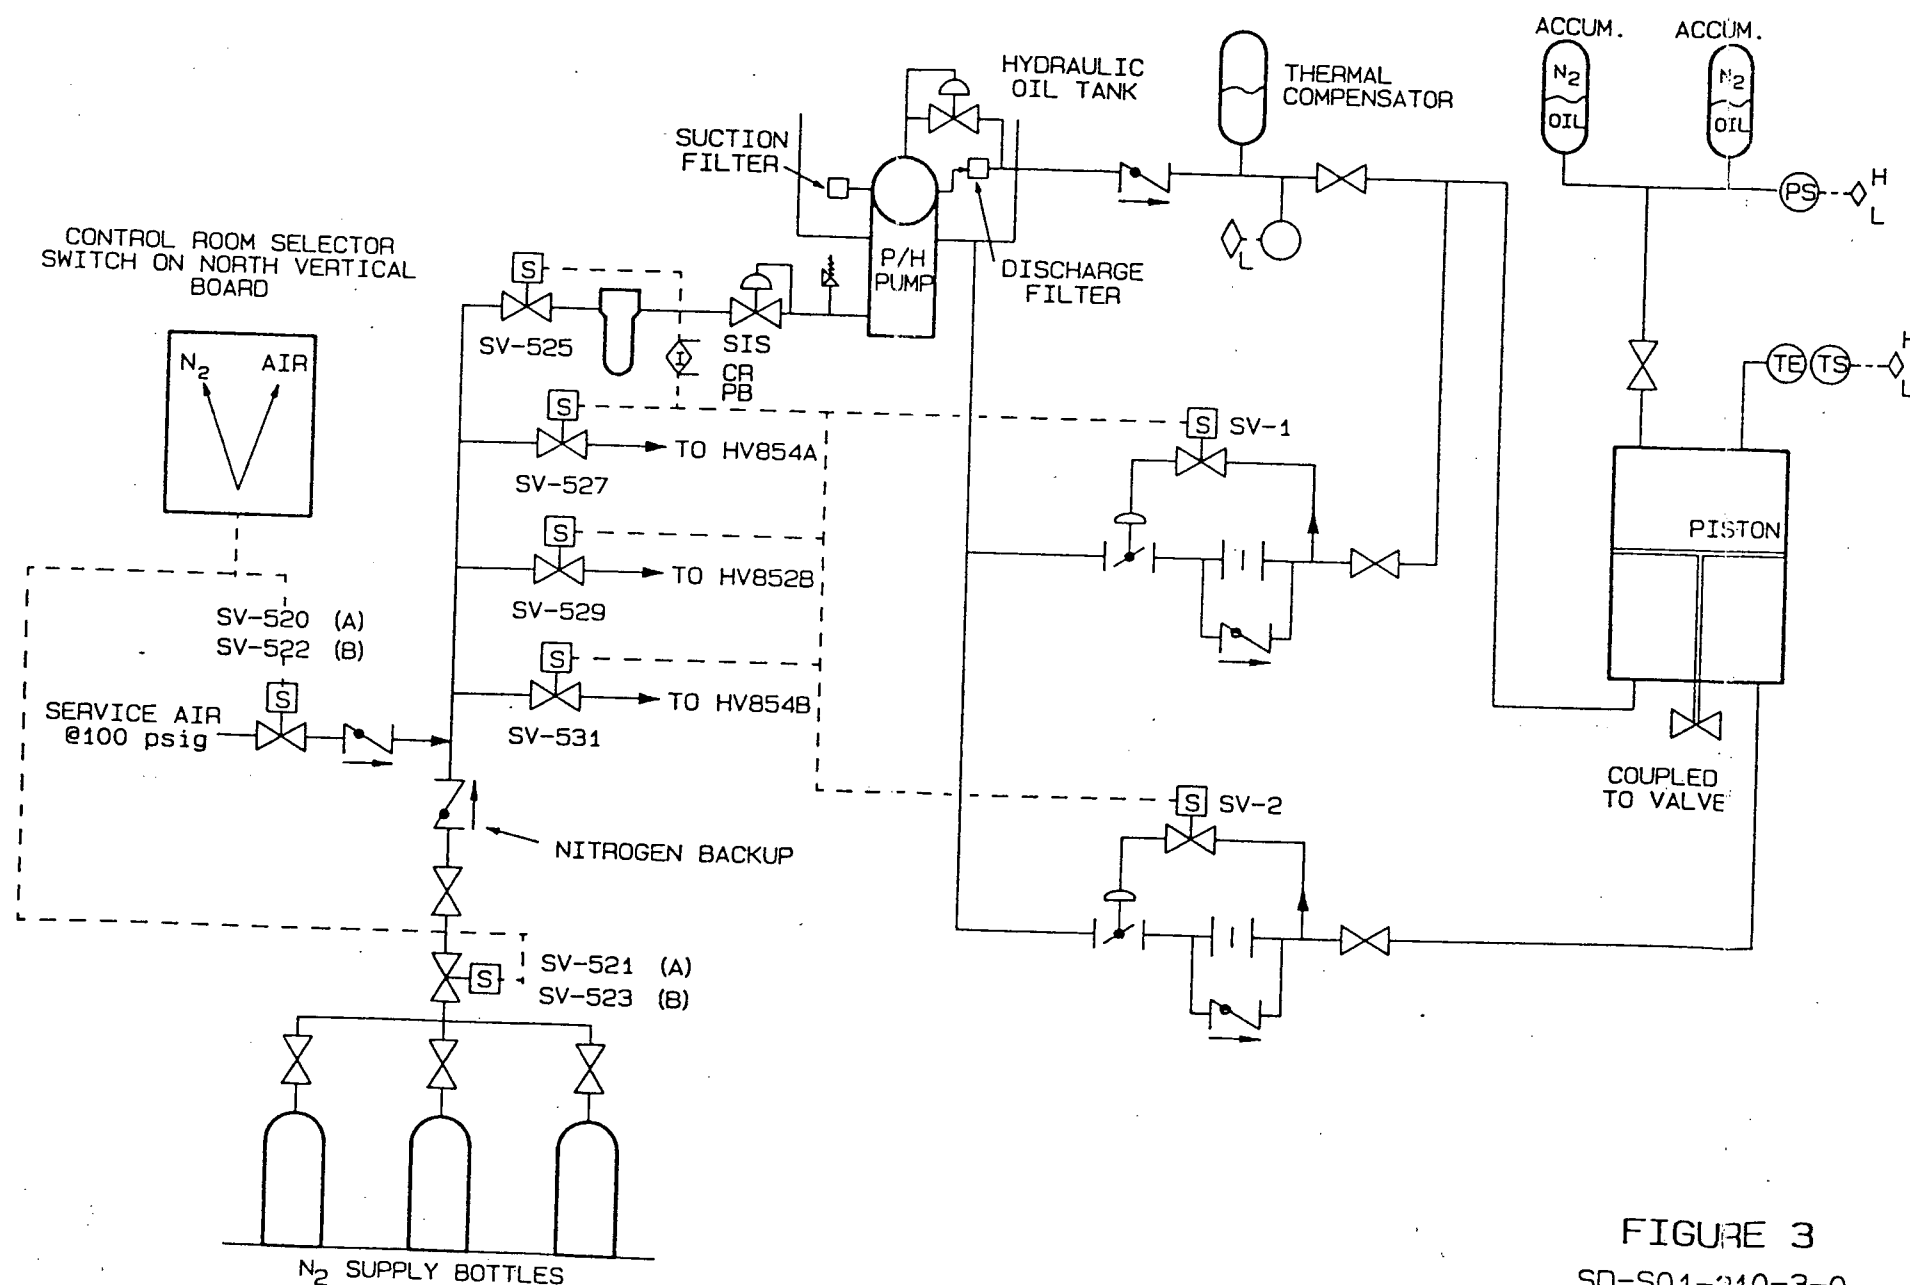 ACCUM.
ACCUM.
N2
OIL
N2
OIL
HYDRAULIC
OIL TANK
THERMAL
COMPENSATOR
SUCTION
FILTER
PS
H
L
CONTROL ROOM SELECTOR
SWITCH ON NORTH VERTICAL
BOARD
N2
AIR
S
SV-525
P/H
PUMP
DISCHARGE
FILTER
L
I
SIS
CR
PB
TE
TS
H
L
S
TO HV854A
SV-527
S
SV-1
S
TO HV852B
SV-529
PISTON
SV-520 (A)
SV-522 (B)
S
SERVICE AIR
@100 psig
S
TO HV854B
SV-531
COUPLED
TO VALVE
S
SV-2
NITROGEN BACKUP
S
SV-521 (A)
SV-523 (B)
N2 SUPPLY BOTTLES
FIGURE 3